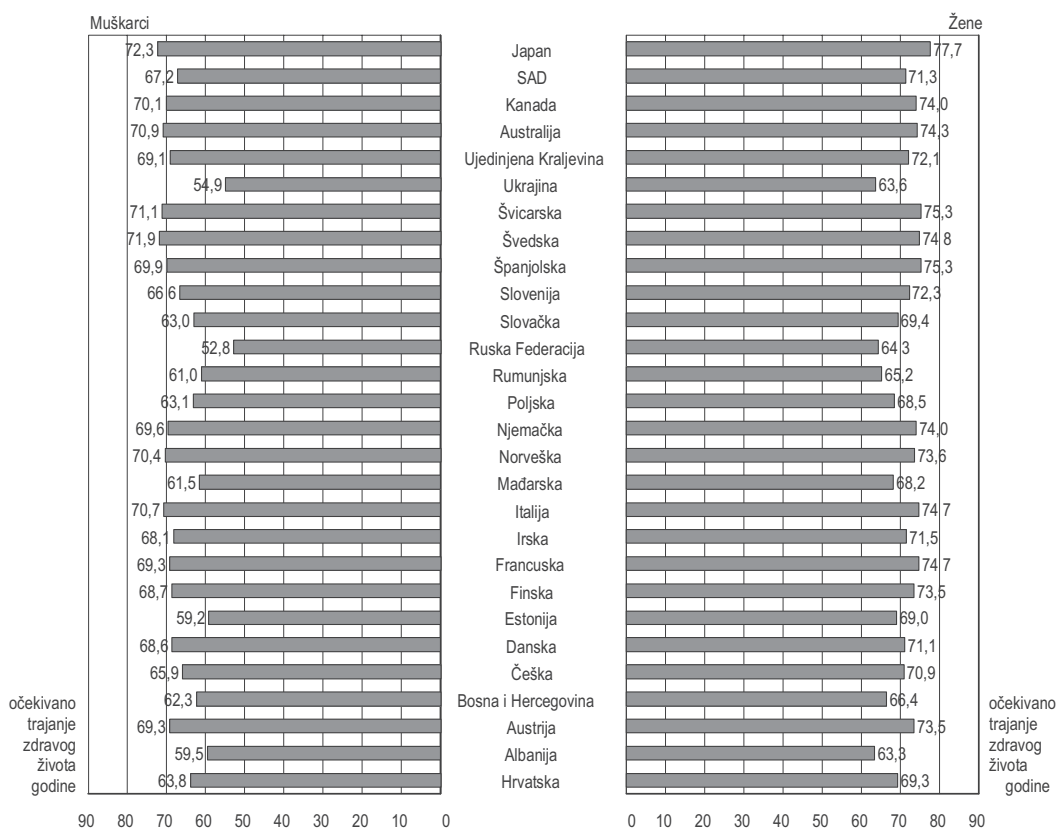 Muškarci Žene
72,3 Japan 77,7
67,2 SAD 71,3
70,1 Kanada 74,0
70,9 Australija 74,3
69,1 Ujedinjena Kraljevina 72,1
54,9 Ukrajina 63,6
71,1 Švicarska 75,3
71,9 Švedska 74 8
69,9 Španjolska 75,3
66 6 Slovenija 72,3
63,0 Slovačka 69,4
52,8 Ruska Federacija 64 3
61,0 Rumunjska 65,2
63,1 Poljska 68,5
69,6 Njemačka 74,0
70,4 Norveška 73,6
61,5 Mađarska 68,2
70,7 Italija 74 7
68,1 Irska 71,5
69,3 Francuska 74 7
68,7 Finska 73,5
59,2 Estonija 69,0
68,6 Danska 71,1
65,9 Češka 70,9
62,3 Bosna i Hercegovina 66,4
69,3 Austrija 73,5
59,5 Albanija 63,3
63,8 Hrvatska 69,3
očekivano
trajanje
zdravog
života
godine
očekivano
trajanje
zdravog
života
godine
90 80 70 60 50 40 30 20 10 0 0 10 20 30 40 50 60 70 80 90